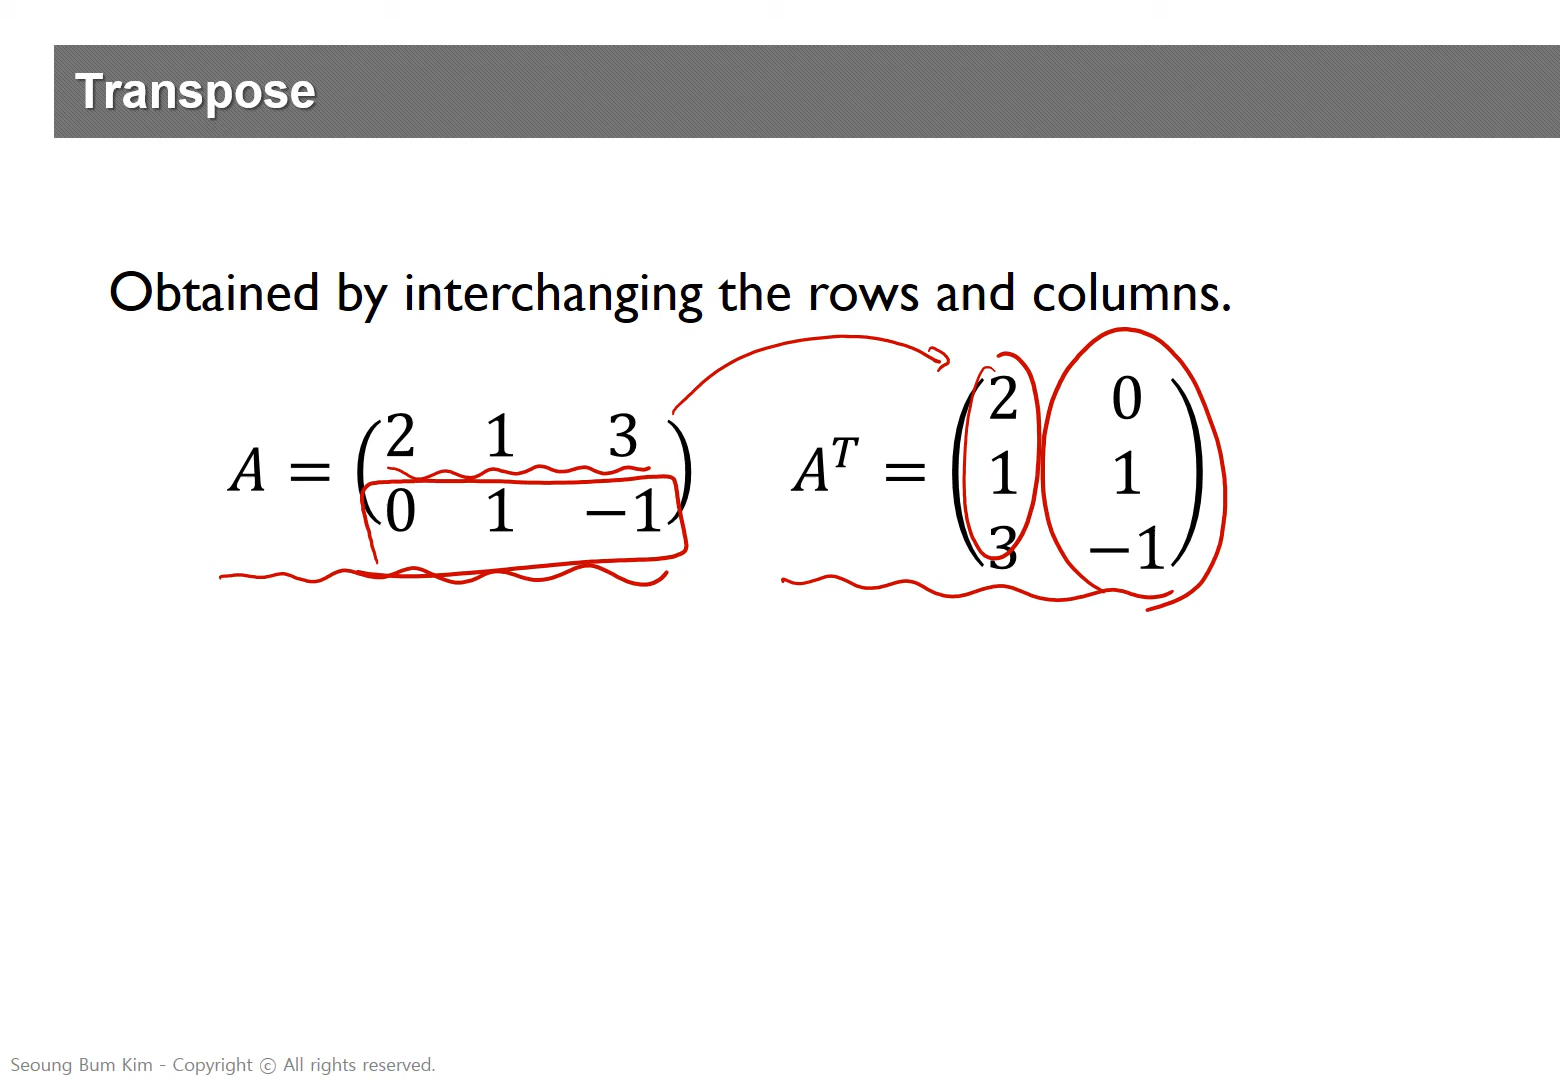 Transpose
Obtained by interchanging the rows and columns.
A = (2 1 3
0 1 −1)
A^T = (2 0
1 1
3 −1)
Seoung Bum Kim - Copyright ⓒ All rights reserved.